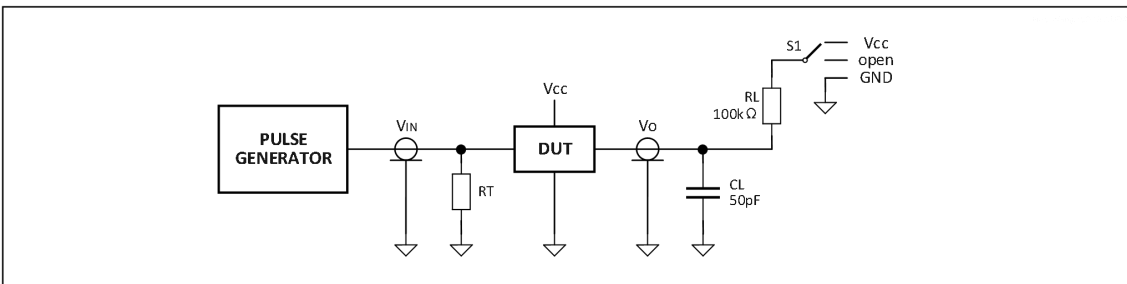 S1
Vcc
open
GND
RL
100kΩ
Vcc
PULSE
GENERATOR
VIN
DUT
VO
RT
CL
50pF